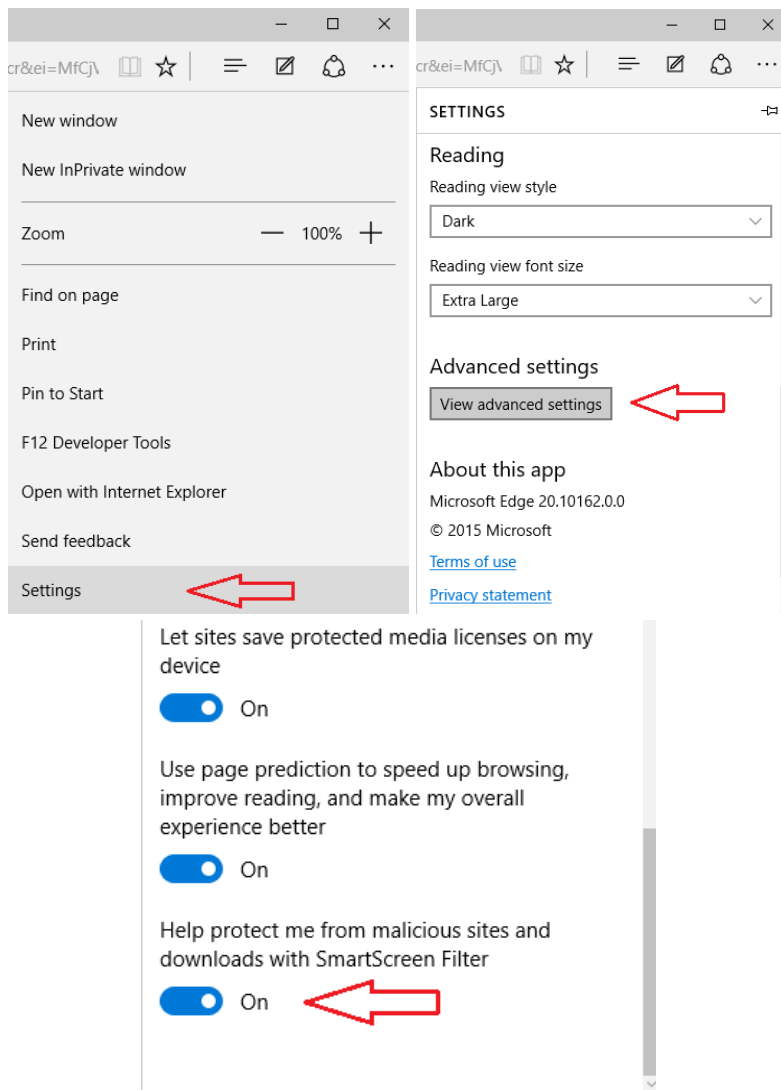 cr&ei=MfCj\
New window
New InPrivate window
Zoom 100%
Find on page
Print
Pin to Start
F12 Developer Tools
Open with Internet Explorer
Send feedback
Settings
cr&ei=MfCj\
SETTINGS
Reading
Reading view style
Dark
Reading view font size
Extra Large
Advanced settings
View advanced settings
About this app
Microsoft Edge 20.10162.0.0
© 2015 Microsoft
Terms of use
Privacy statement
Let sites save protected media licenses on my
device
On
Use page prediction to speed up browsing,
improve reading, and make my overall
experience better
On
Help protect me from malicious sites and
downloads with SmartScreen Filter
On